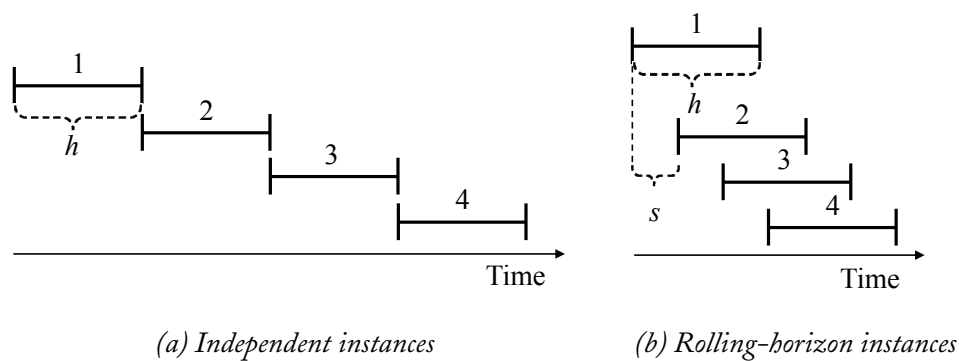 1
h
2
3
4
Time
(a) Independent instances
1
h
2
3
s
4
Time
(b) Rolling-horizon instances